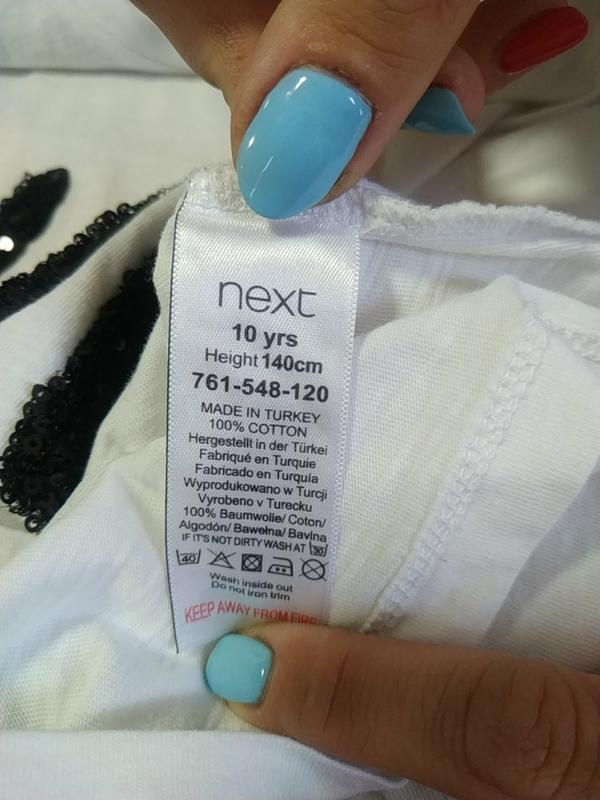 next
10 yrs
Height 140cm
761-548-120
MADE IN TURKEY
100% COTTON
Hergestellt in der Türkei
Fabriqué en Turquie
Fabricado en Turquía
Wyprodukowano w Turcji
Vyrobeno v Turecku
100% Baumwolle/ Coton/
Algodón/ Bawełna/ Bavlna
IF IT'S NOT DIRTY WASH AT 30
40
Wash inside out
Do not iron trim
KEEP AWAY FROM FIRE